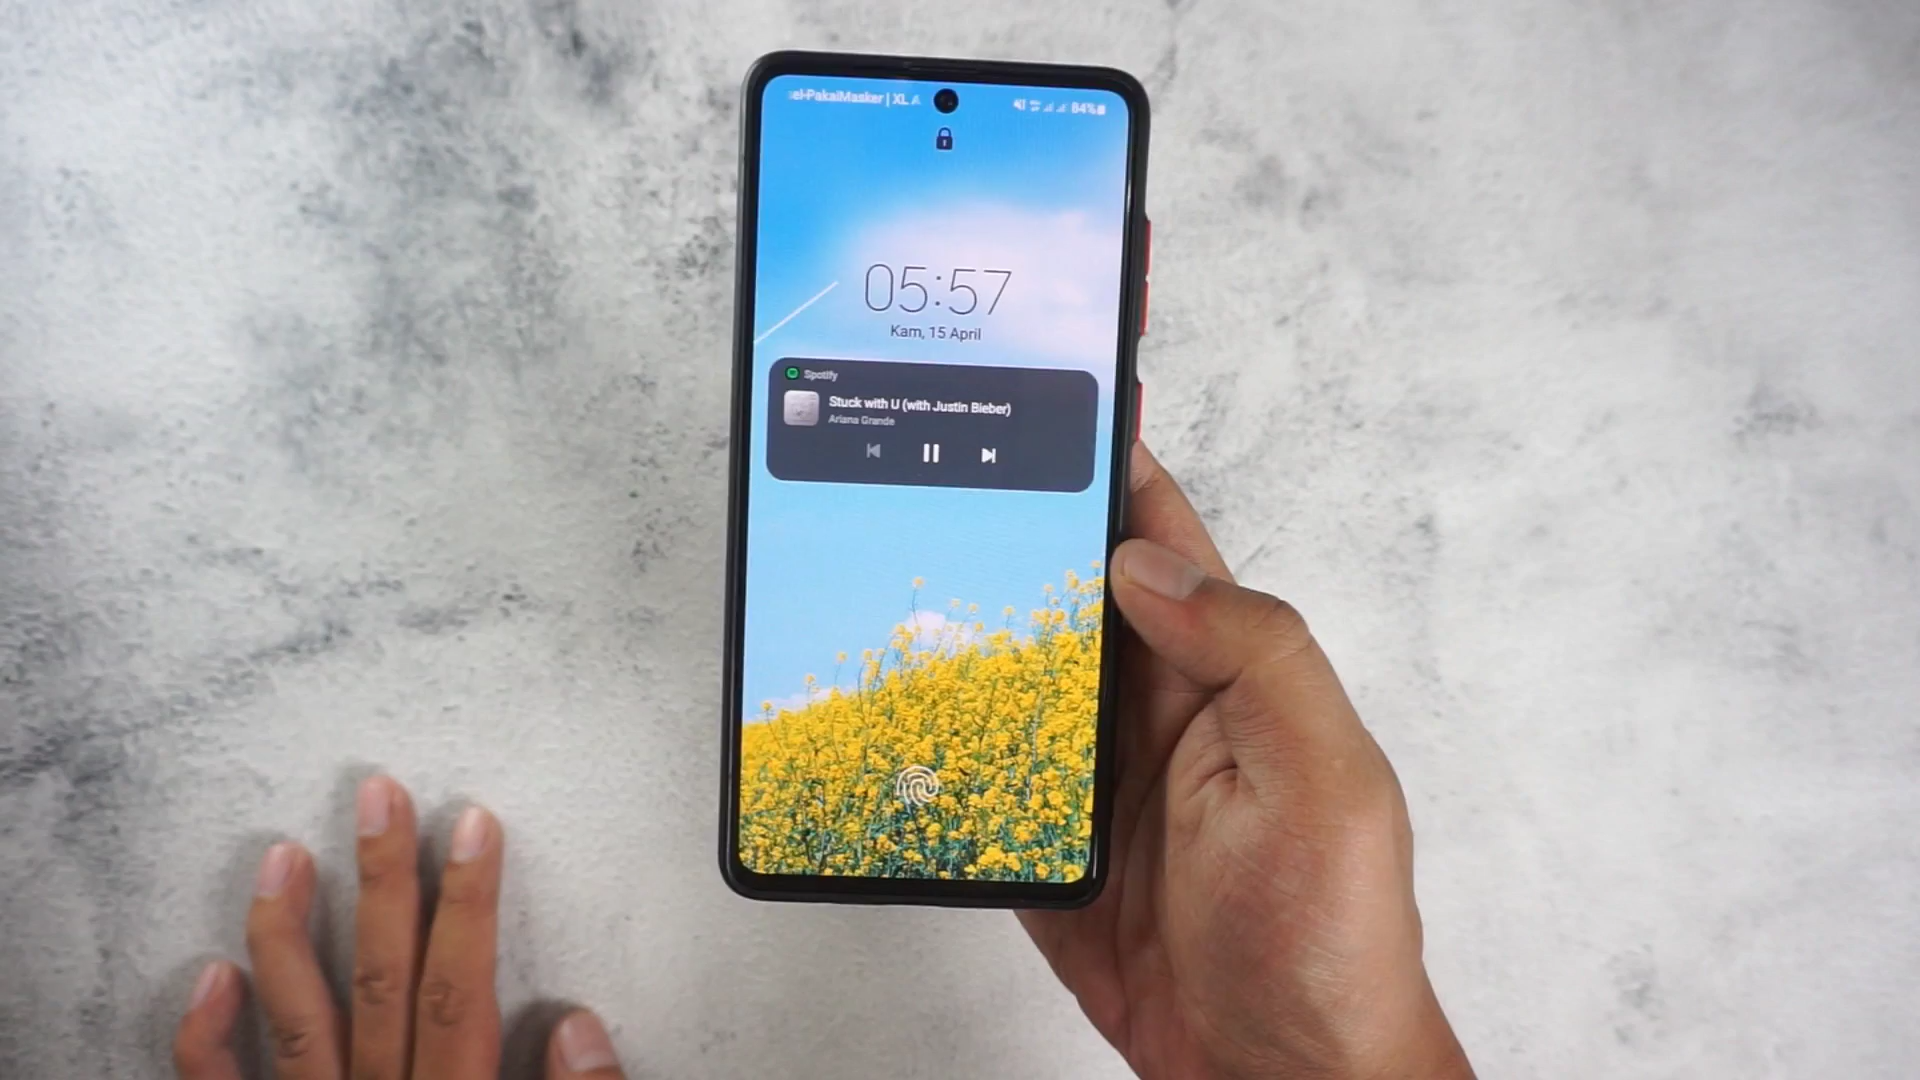 el-PakaiMasker | XL A
84%
05:57
Kam, 15 April
Spotify
Stuck with U (with Justin Bieber)
Ariana Grande